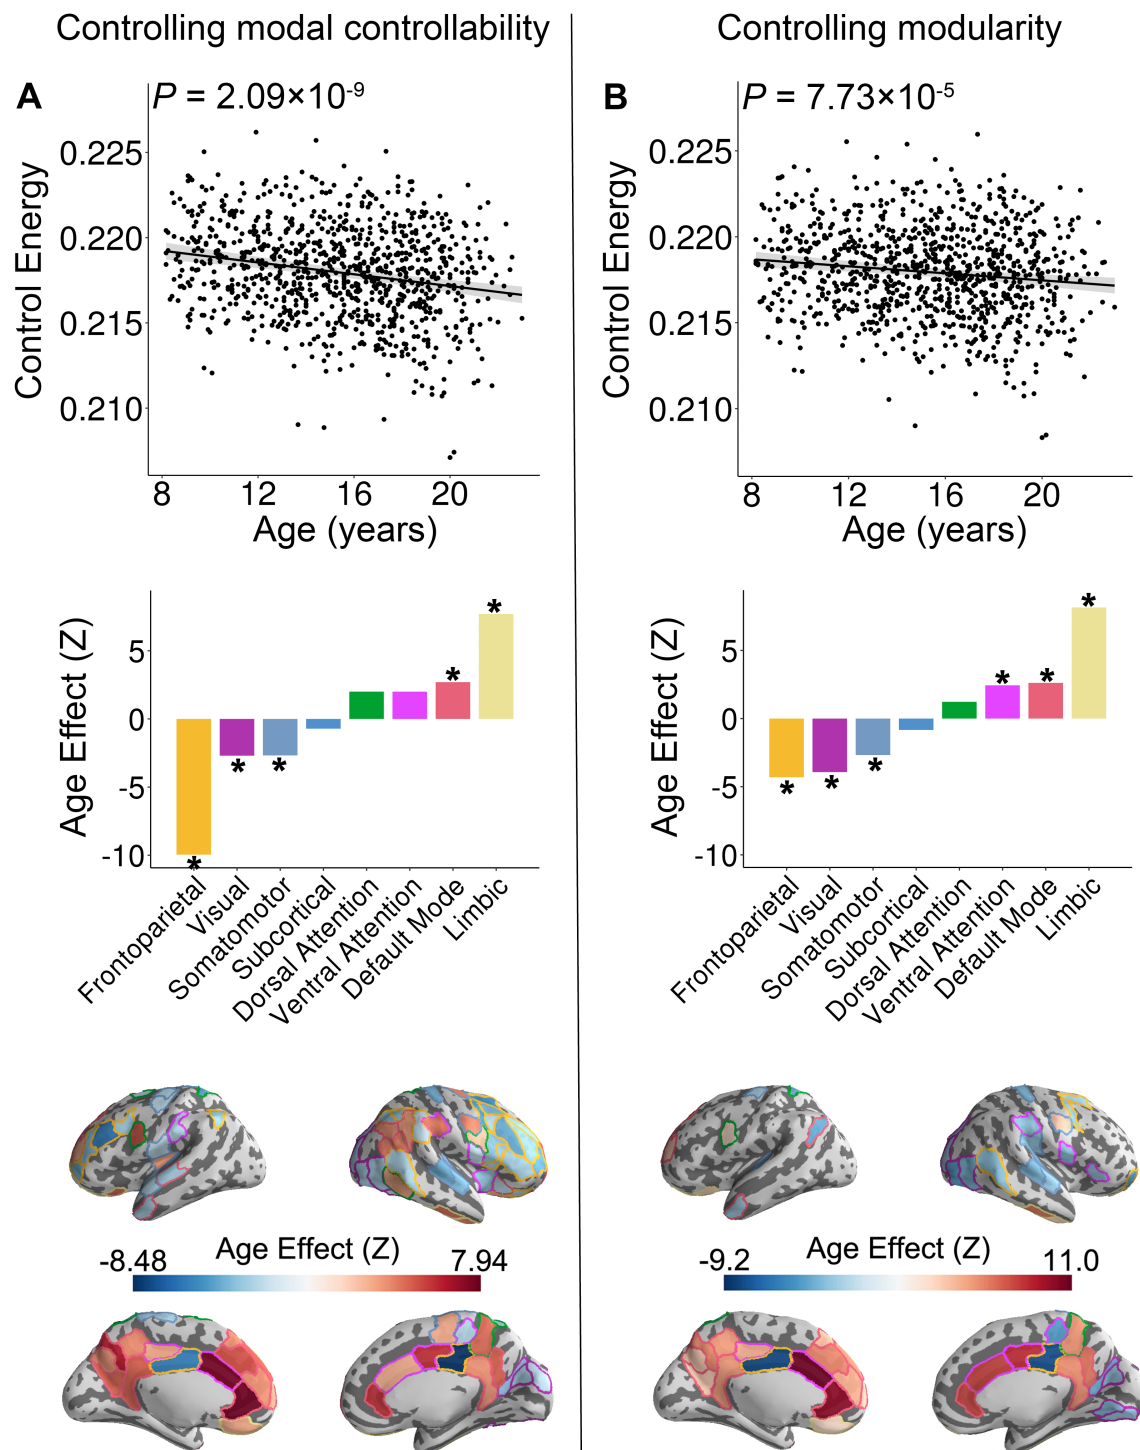 Controlling modal controllability
Controlling modularity
A
P = 2.09×10⁻⁹
Control Energy
0.225
0.220
0.215
0.210
8 12 16 20
Age (years)
B
P = 7.73×10⁻⁵
Control Energy
0.225
0.220
0.215
0.210
8 12 16 20
Age (years)
Age Effect (Z)
5
0
-5
-10
* * * * *
Frontoparietal
Visual
Somatomotor
Subcortical
Dorsal Attention
Ventral Attention
Default Mode
Limbic
Age Effect (Z)
5
0
-5
-10
* * * * * *
Frontoparietal
Visual
Somatomotor
Subcortical
Dorsal Attention
Ventral Attention
Default Mode
Limbic
-8.48 Age Effect (Z) 7.94
-9.2 Age Effect (Z) 11.0